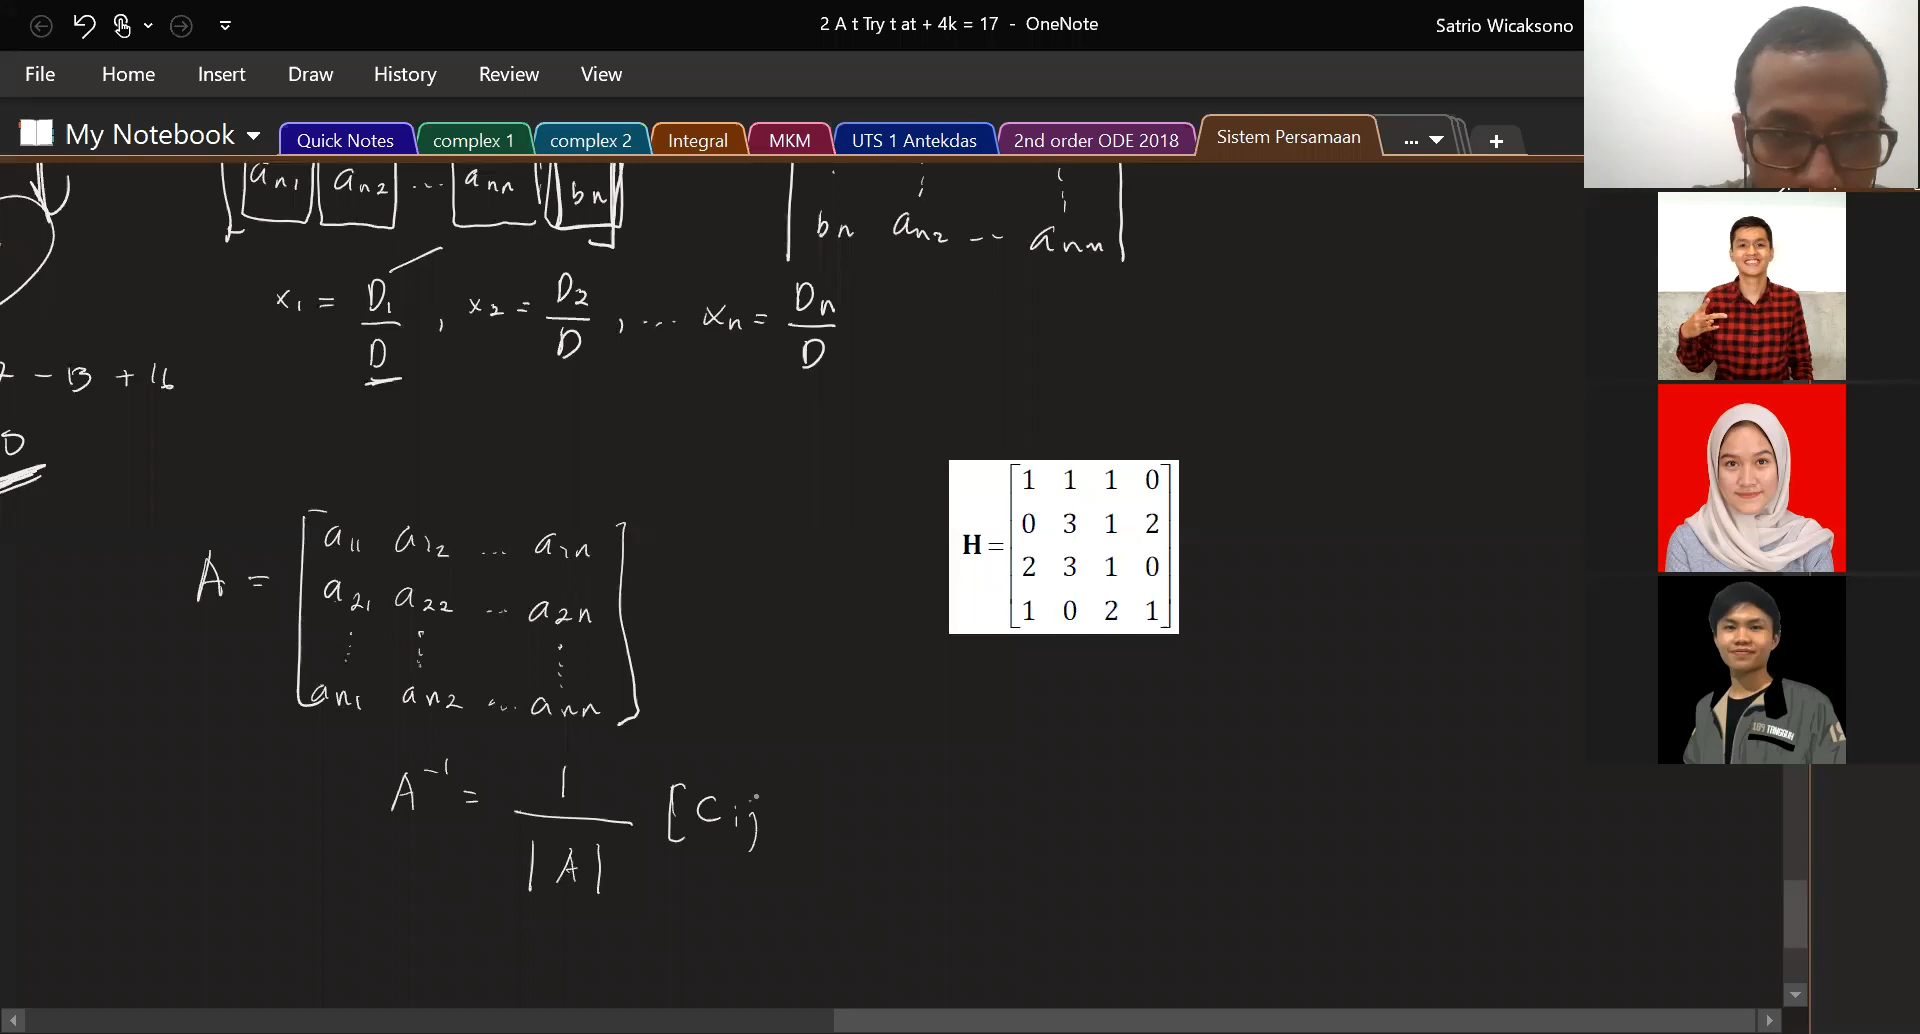 2 A t Try t at + 4k = 17 - OneNote
Satrio Wicaksono
File Home Insert Draw History Review View
My Notebook
Quick Notes complex 1 complex 2 Integral MKM UTS 1 Antekdas 2nd order ODE 2018 Sistem Persamaan ... +
an1 an2 ... ann bn
bn an2 -- ann
x1 = D1/D , x2 = D2/D , ... xn = Dn/D
- 13 + 16
0
A = [a11 a12 ... a1n
a21 a22 ... a2n
an1 an2 ... ann]
A^-1 = 1/|A| [Cij
H = [1 1 1 0
0 3 1 2
2 3 1 0
1 0 2 1]
189 TANGGUH